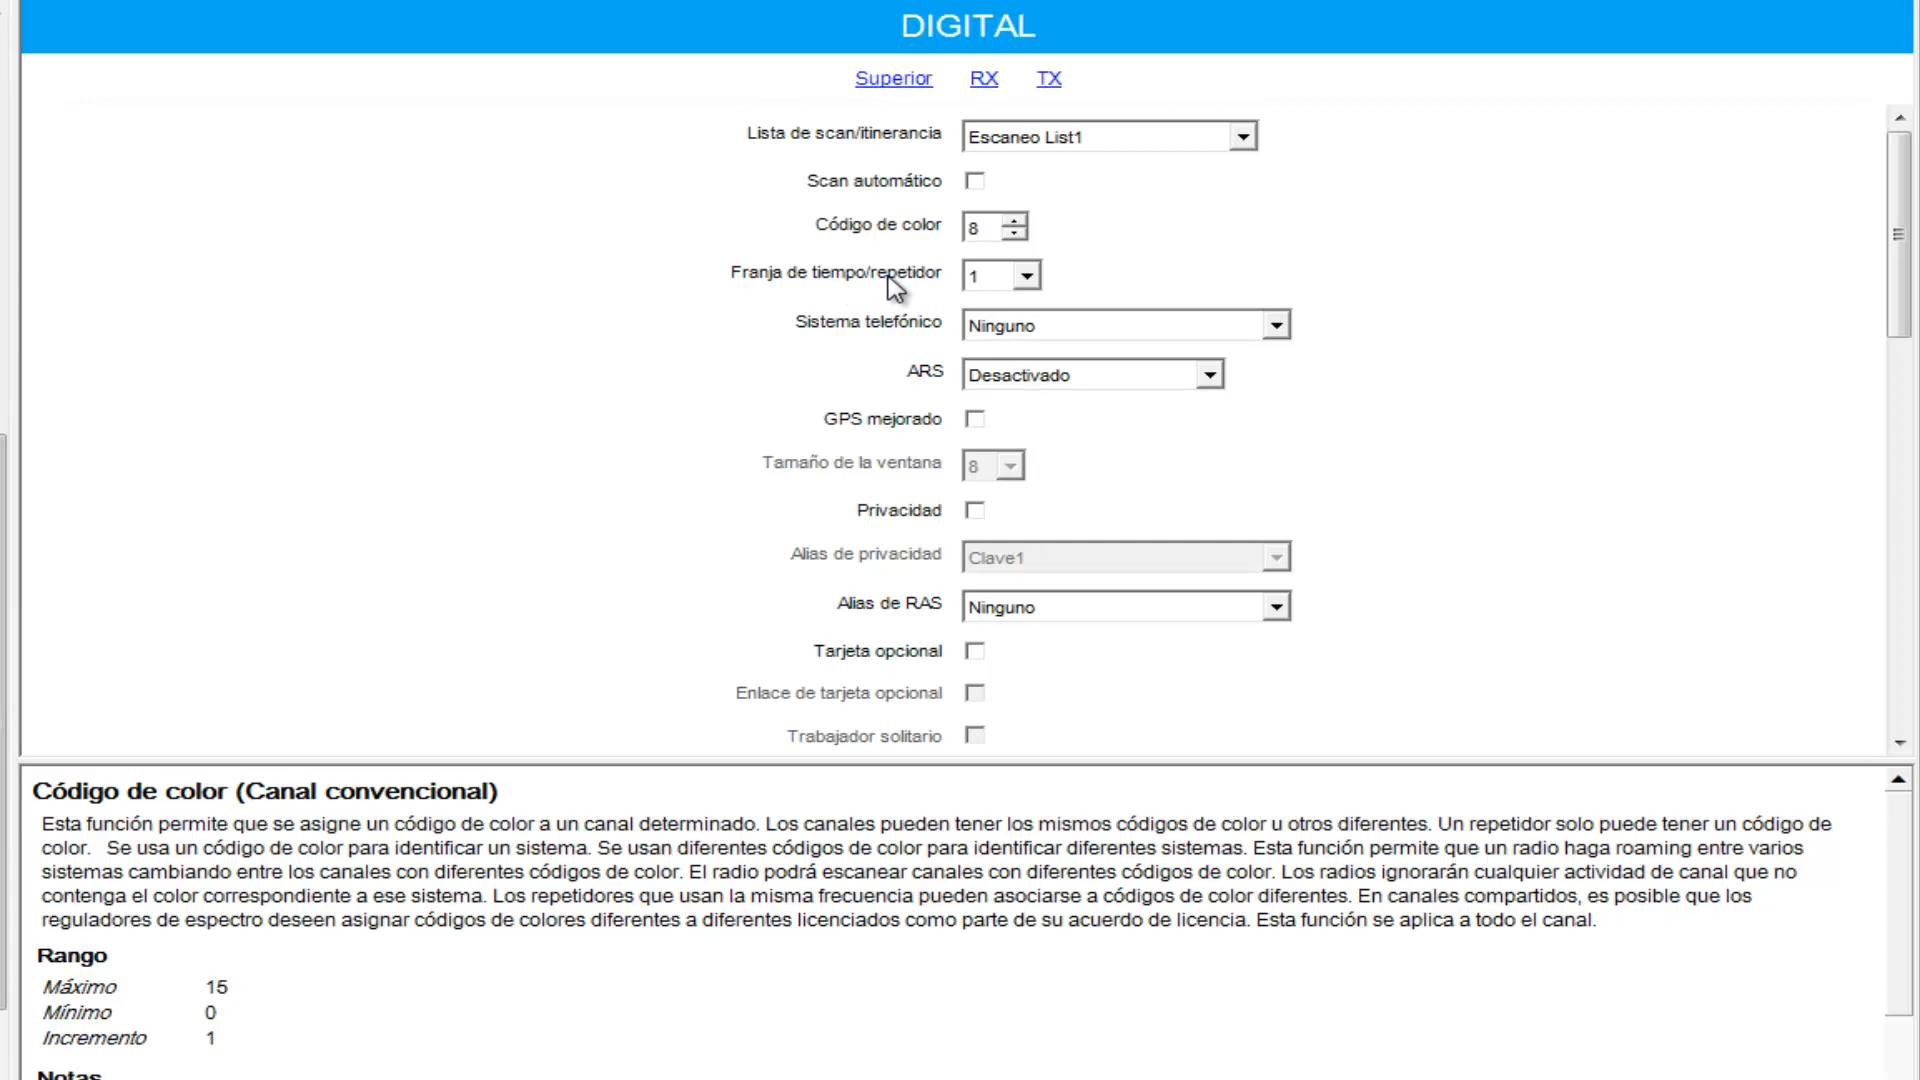 DIGITAL
Superior RX TX
Lista de scan/itinerancia Escaneo List1
Scan automático
Código de color 8
Franja de tiempo/repetidor 1
Sistema telefónico Ninguno
ARS Desactivado
GPS mejorado
Tamaño de la ventana 8
Privacidad
Alias de privacidad Clave1
Alias de RAS Ninguno
Tarjeta opcional
Enlace de tarjeta opcional
Trabajador solitario
Código de color (Canal convencional)
Esta función permite que se asigne un código de color a un canal determinado. Los canales pueden tener los mismos códigos de color u otros diferentes. Un repetidor solo puede tener un código de
color. Se usa un código de color para identificar un sistema. Se usan diferentes códigos de color para identificar diferentes sistemas. Esta función permite que un radio haga roaming entre varios
sistemas cambiando entre los canales con diferentes códigos de color. El radio podrá escanear canales con diferentes códigos de color. Los radios ignorarán cualquier actividad de canal que no
contenga el color correspondiente a ese sistema. Los repetidores que usan la misma frecuencia pueden asociarse a códigos de color diferentes. En canales compartidos, es posible que los
reguladores de espectro deseen asignar códigos de colores diferentes a diferentes licenciados como parte de su acuerdo de licencia. Esta función se aplica a todo el canal.
Rango
Máximo 15
Mínimo 0
Incremento 1
Notas